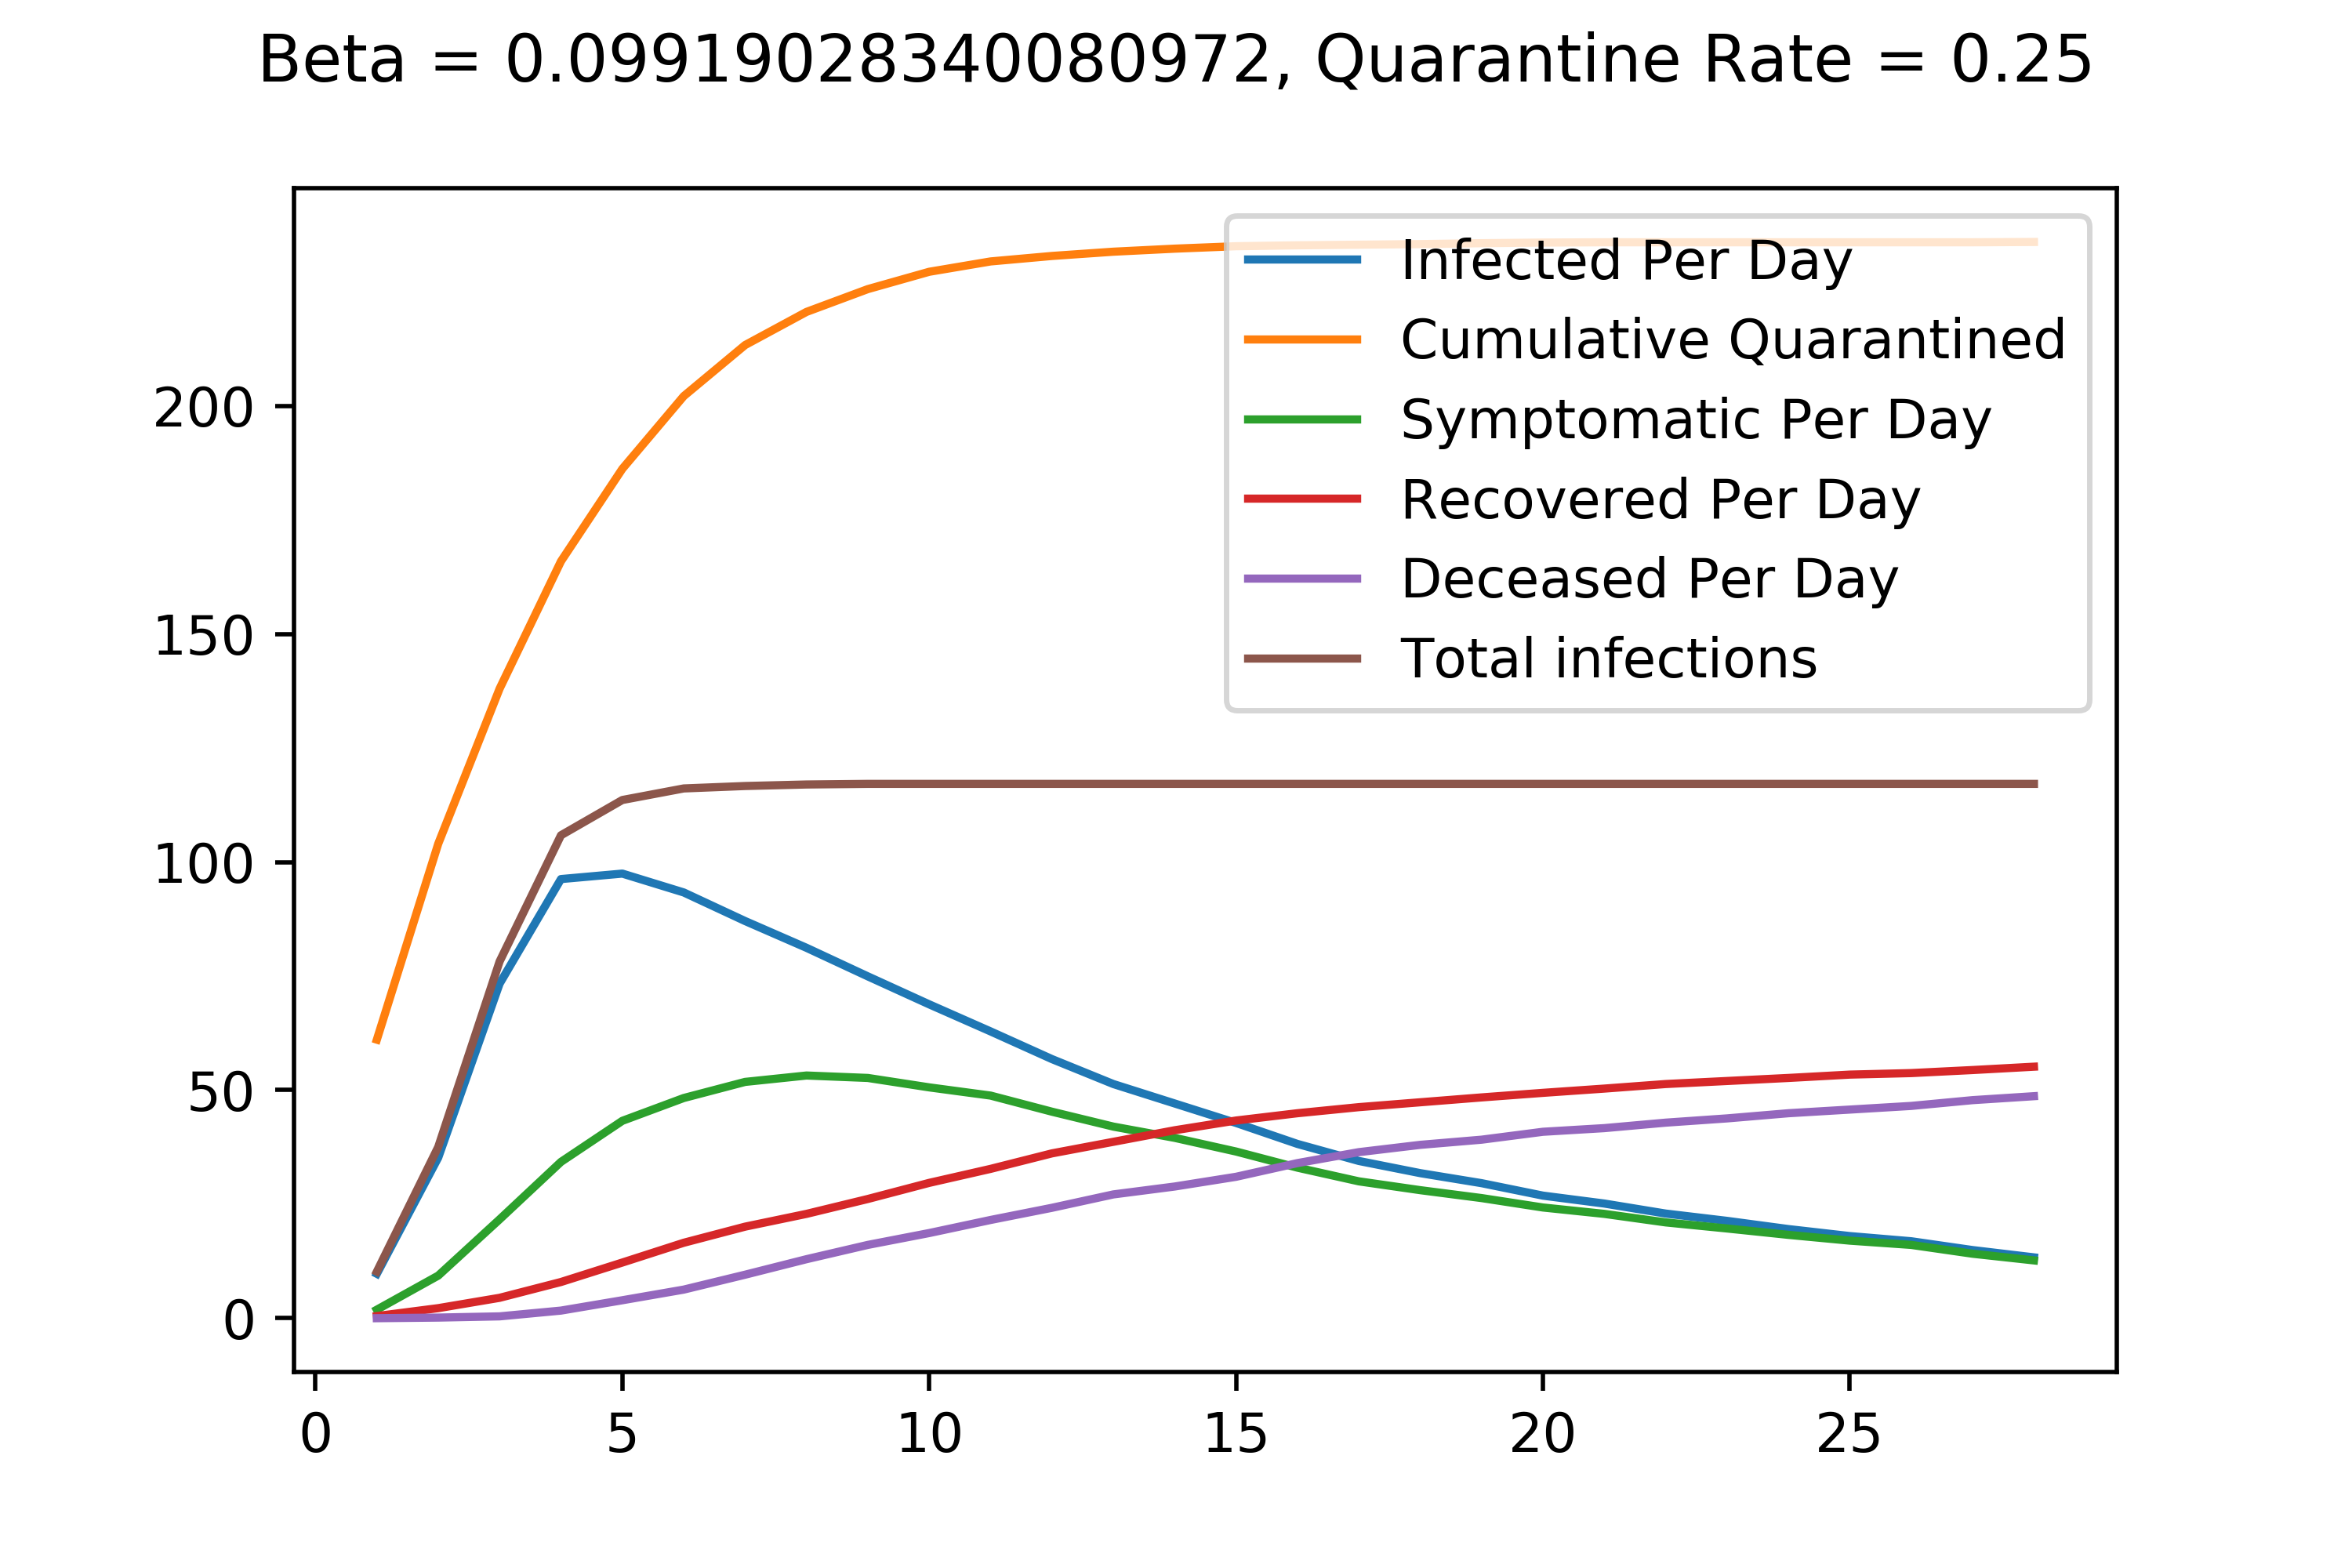 Beta = 0.09919028340080972, Quarantine Rate = 0.25
Infected Per Day
Cumulative Quarantined
Symptomatic Per Day
Recovered Per Day
Deceased Per Day
Total infections
200
150
100
50
0
0 5 10 15 20 25